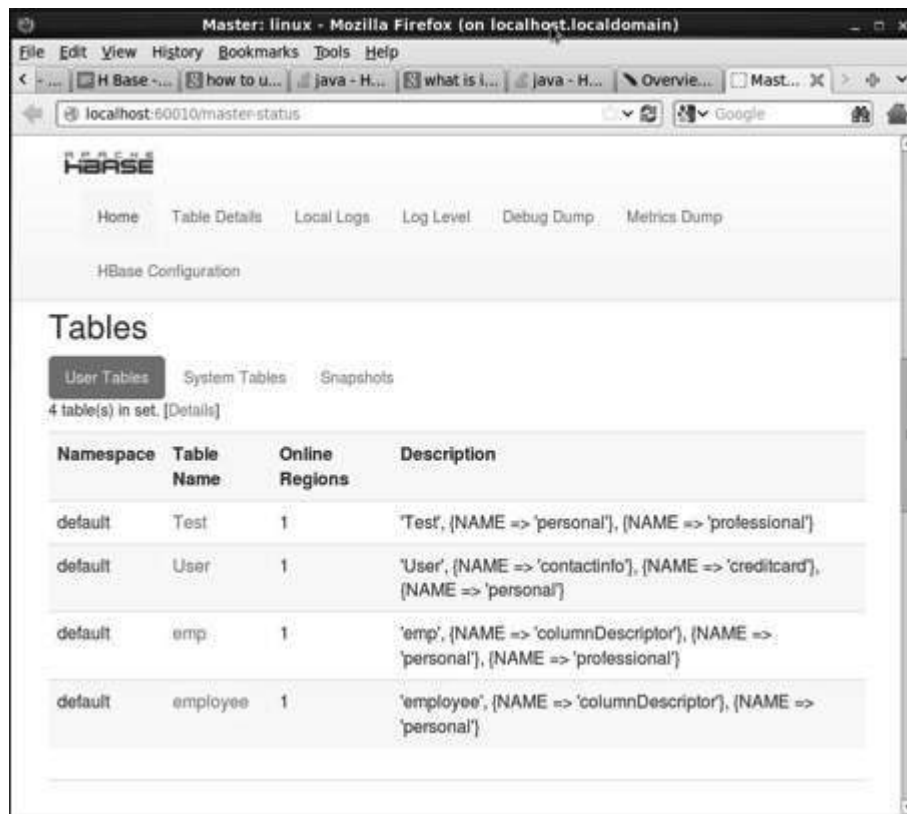 Master: linux - Mozilla Firefox (on localhost.localdomain)
File Edit View History Bookmarks Tools Help
- ... H Base -... how to u... java - H... what is i... java - H... Overvie... Mast...
localhost:60010/master-status Google
APACHE
HBASE
Home Table Details Local Logs Log Level Debug Dump Metrics Dump
HBase Configuration
Tables
User Tables System Tables Snapshots
4 table(s) in set. [Details]
Namespace Table Name Online Regions Description
default Test 1 'Test', {NAME => 'personal'}, {NAME => 'professional'}
default User 1 'User', {NAME => 'contactinfo'}, {NAME => 'creditcard'},
{NAME => 'personal'}
default emp 1 'emp', {NAME => 'columnDescriptor'}, {NAME =>
'personal'}, {NAME => 'professional'}
default employee 1 'employee', {NAME => 'columnDescriptor'}, {NAME =>
'personal'}